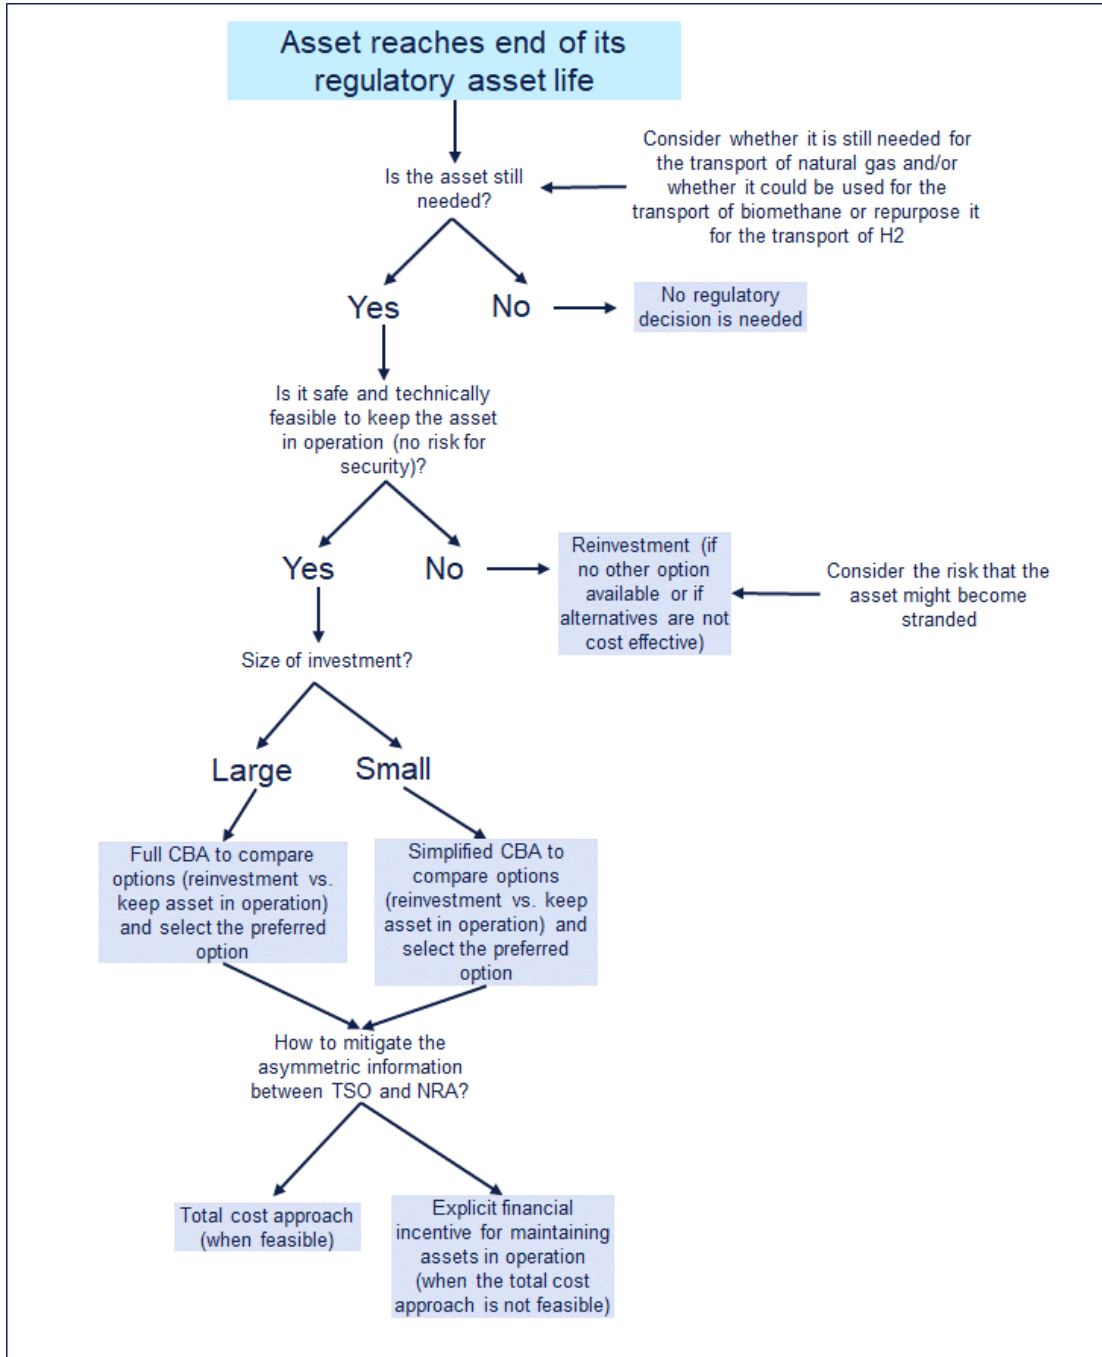 Asset reaches end of its
regulatory asset life
Consider whether it is still needed for
the transport of natural gas and/or
whether it could be used for the
transport of biomethane or repurpose it
for the transport of H2
Is the asset still
needed?
Yes
No
No regulatory
decision is needed
Is it safe and technically
feasible to keep the asset
in operation (no risk for
security)?
Yes
No
Reinvestment (if
no other option
available or if
alternatives are not
cost effective)
Consider the risk that the
asset might become
stranded
Size of investment?
Large
Small
Full CBA to compare
options (reinvestment vs.
keep asset in operation)
and select the preferred
option
Simplified CBA to
compare options
(reinvestment vs. keep
asset in operation) and
select the preferred
option
How to mitigate the
asymmetric information
between TSO and NRA?
Total cost approach
(when feasible)
Explicit financial
incentive for maintaining
assets in operation
(when the total cost
approach is not feasible)